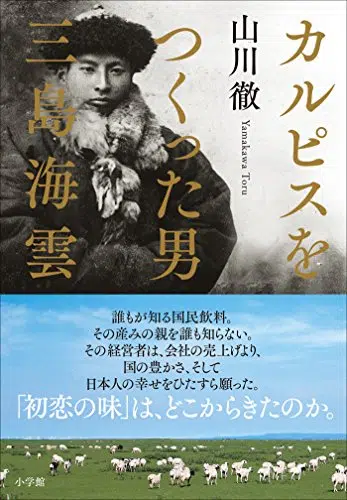 カルピスを
つくった男
三島海雲
山川徹
Yamakawa Toru
誰もが知る国民飲料。
その産みの親を誰も知らない。
その経営者は、会社の売上げより、
国の豊かさ、そして
日本人の幸せをひたすら願った。
「初恋の味」は、どこからきたのか。
小学館